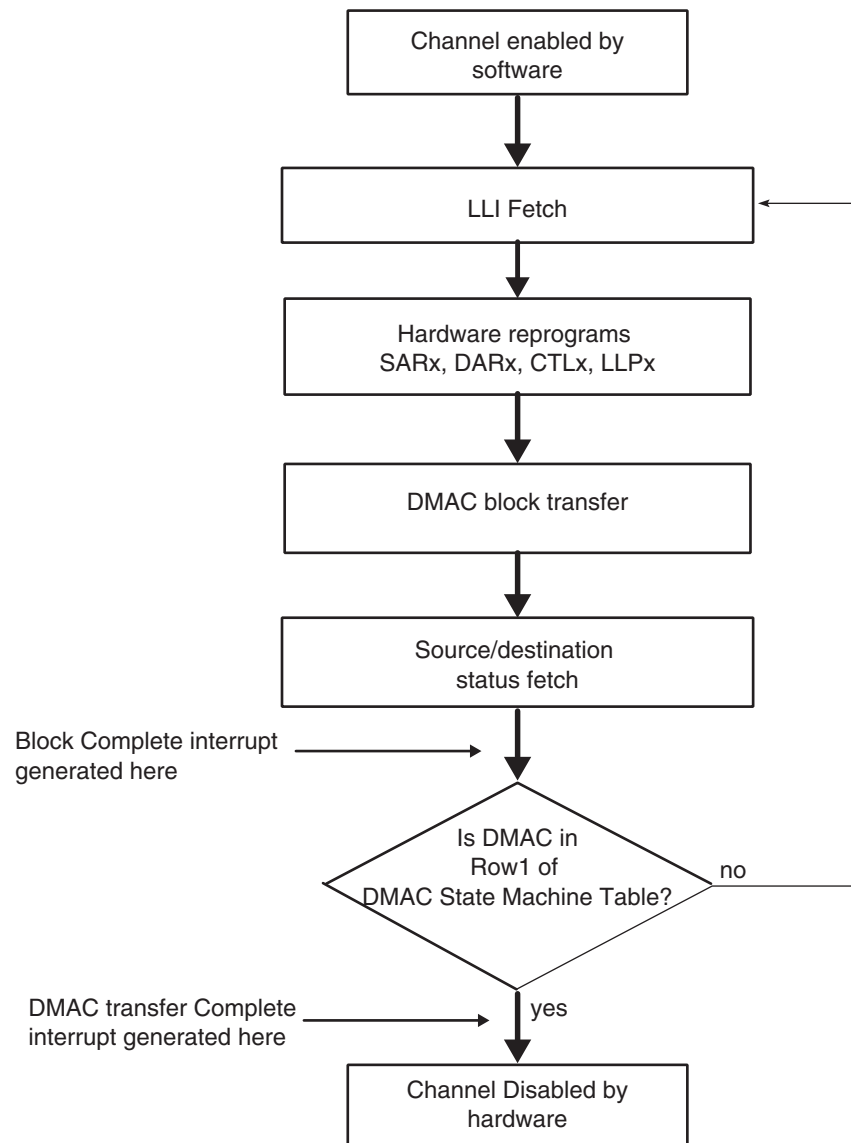 Channel enabled by
software
LLI Fetch
Hardware reprograms
SARx, DARx, CTLx, LLPx
DMAC block transfer
Source/destination
status fetch
Block Complete interrupt
generated here
Is DMAC in
Row1 of
DMAC State Machine Table?
no
DMAC transfer Complete
interrupt generated here
yes
Channel Disabled by
hardware